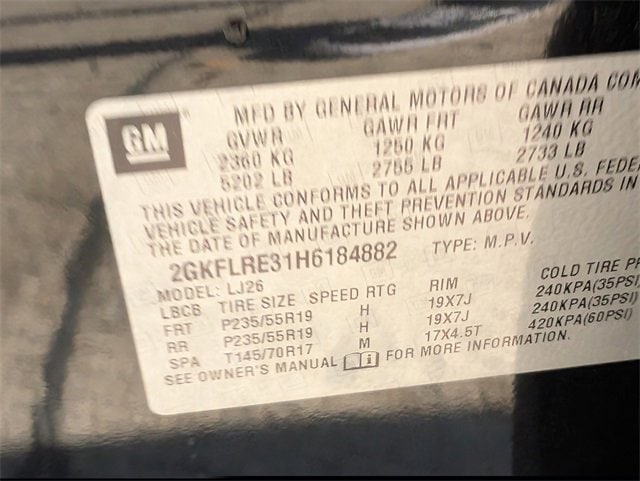 GM
MFD BY GENERAL MOTORS OF CANADA COM
GVWR GAWR FRT GAWR RR
2360 KG 1250 KG 1240 KG
5202 LB 2755 LB 2733 LB
THIS VEHICLE CONFORMS TO ALL APPLICABLE U.S. FEDE
VEHICLE SAFETY AND THEFT PREVENTION STANDARDS IN
THE DATE OF MANUFACTURE SHOWN ABOVE.
2GKFLRE31H6184882 TYPE: M.P.V.
MODEL: LJ26
LBCB TIRE SIZE SPEED RTG RIM COLD TIRE PR
FRT P235/55R19 H 19X7J 240KPA(35PSI)
RR P235/55R19 H 19X7J 240KPA(35PSI)
SPA T145/70R17 M 17X4.5T 420KPA(60PSI)
SEE OWNER'S MANUAL FOR MORE INFORMATION.